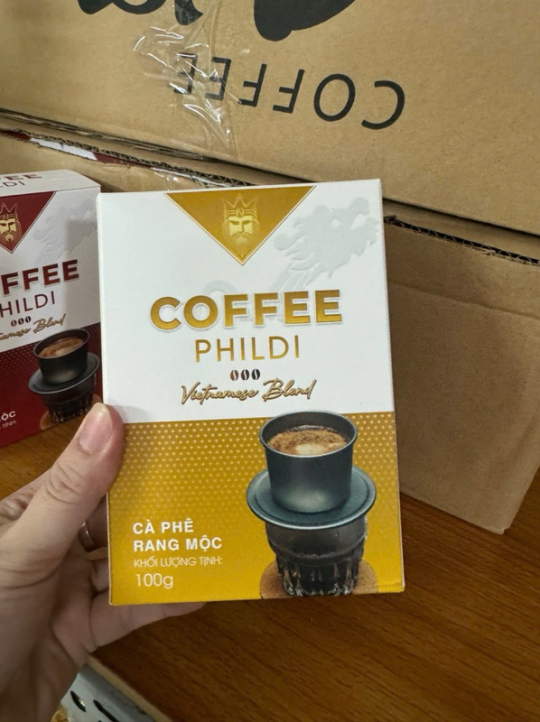 COFFEE
COFFEE
PHILDI
Vietnamese Blend
CÀ PHÊ
RANG MỘC
KHỐI LƯỢNG TỊNH:
100g